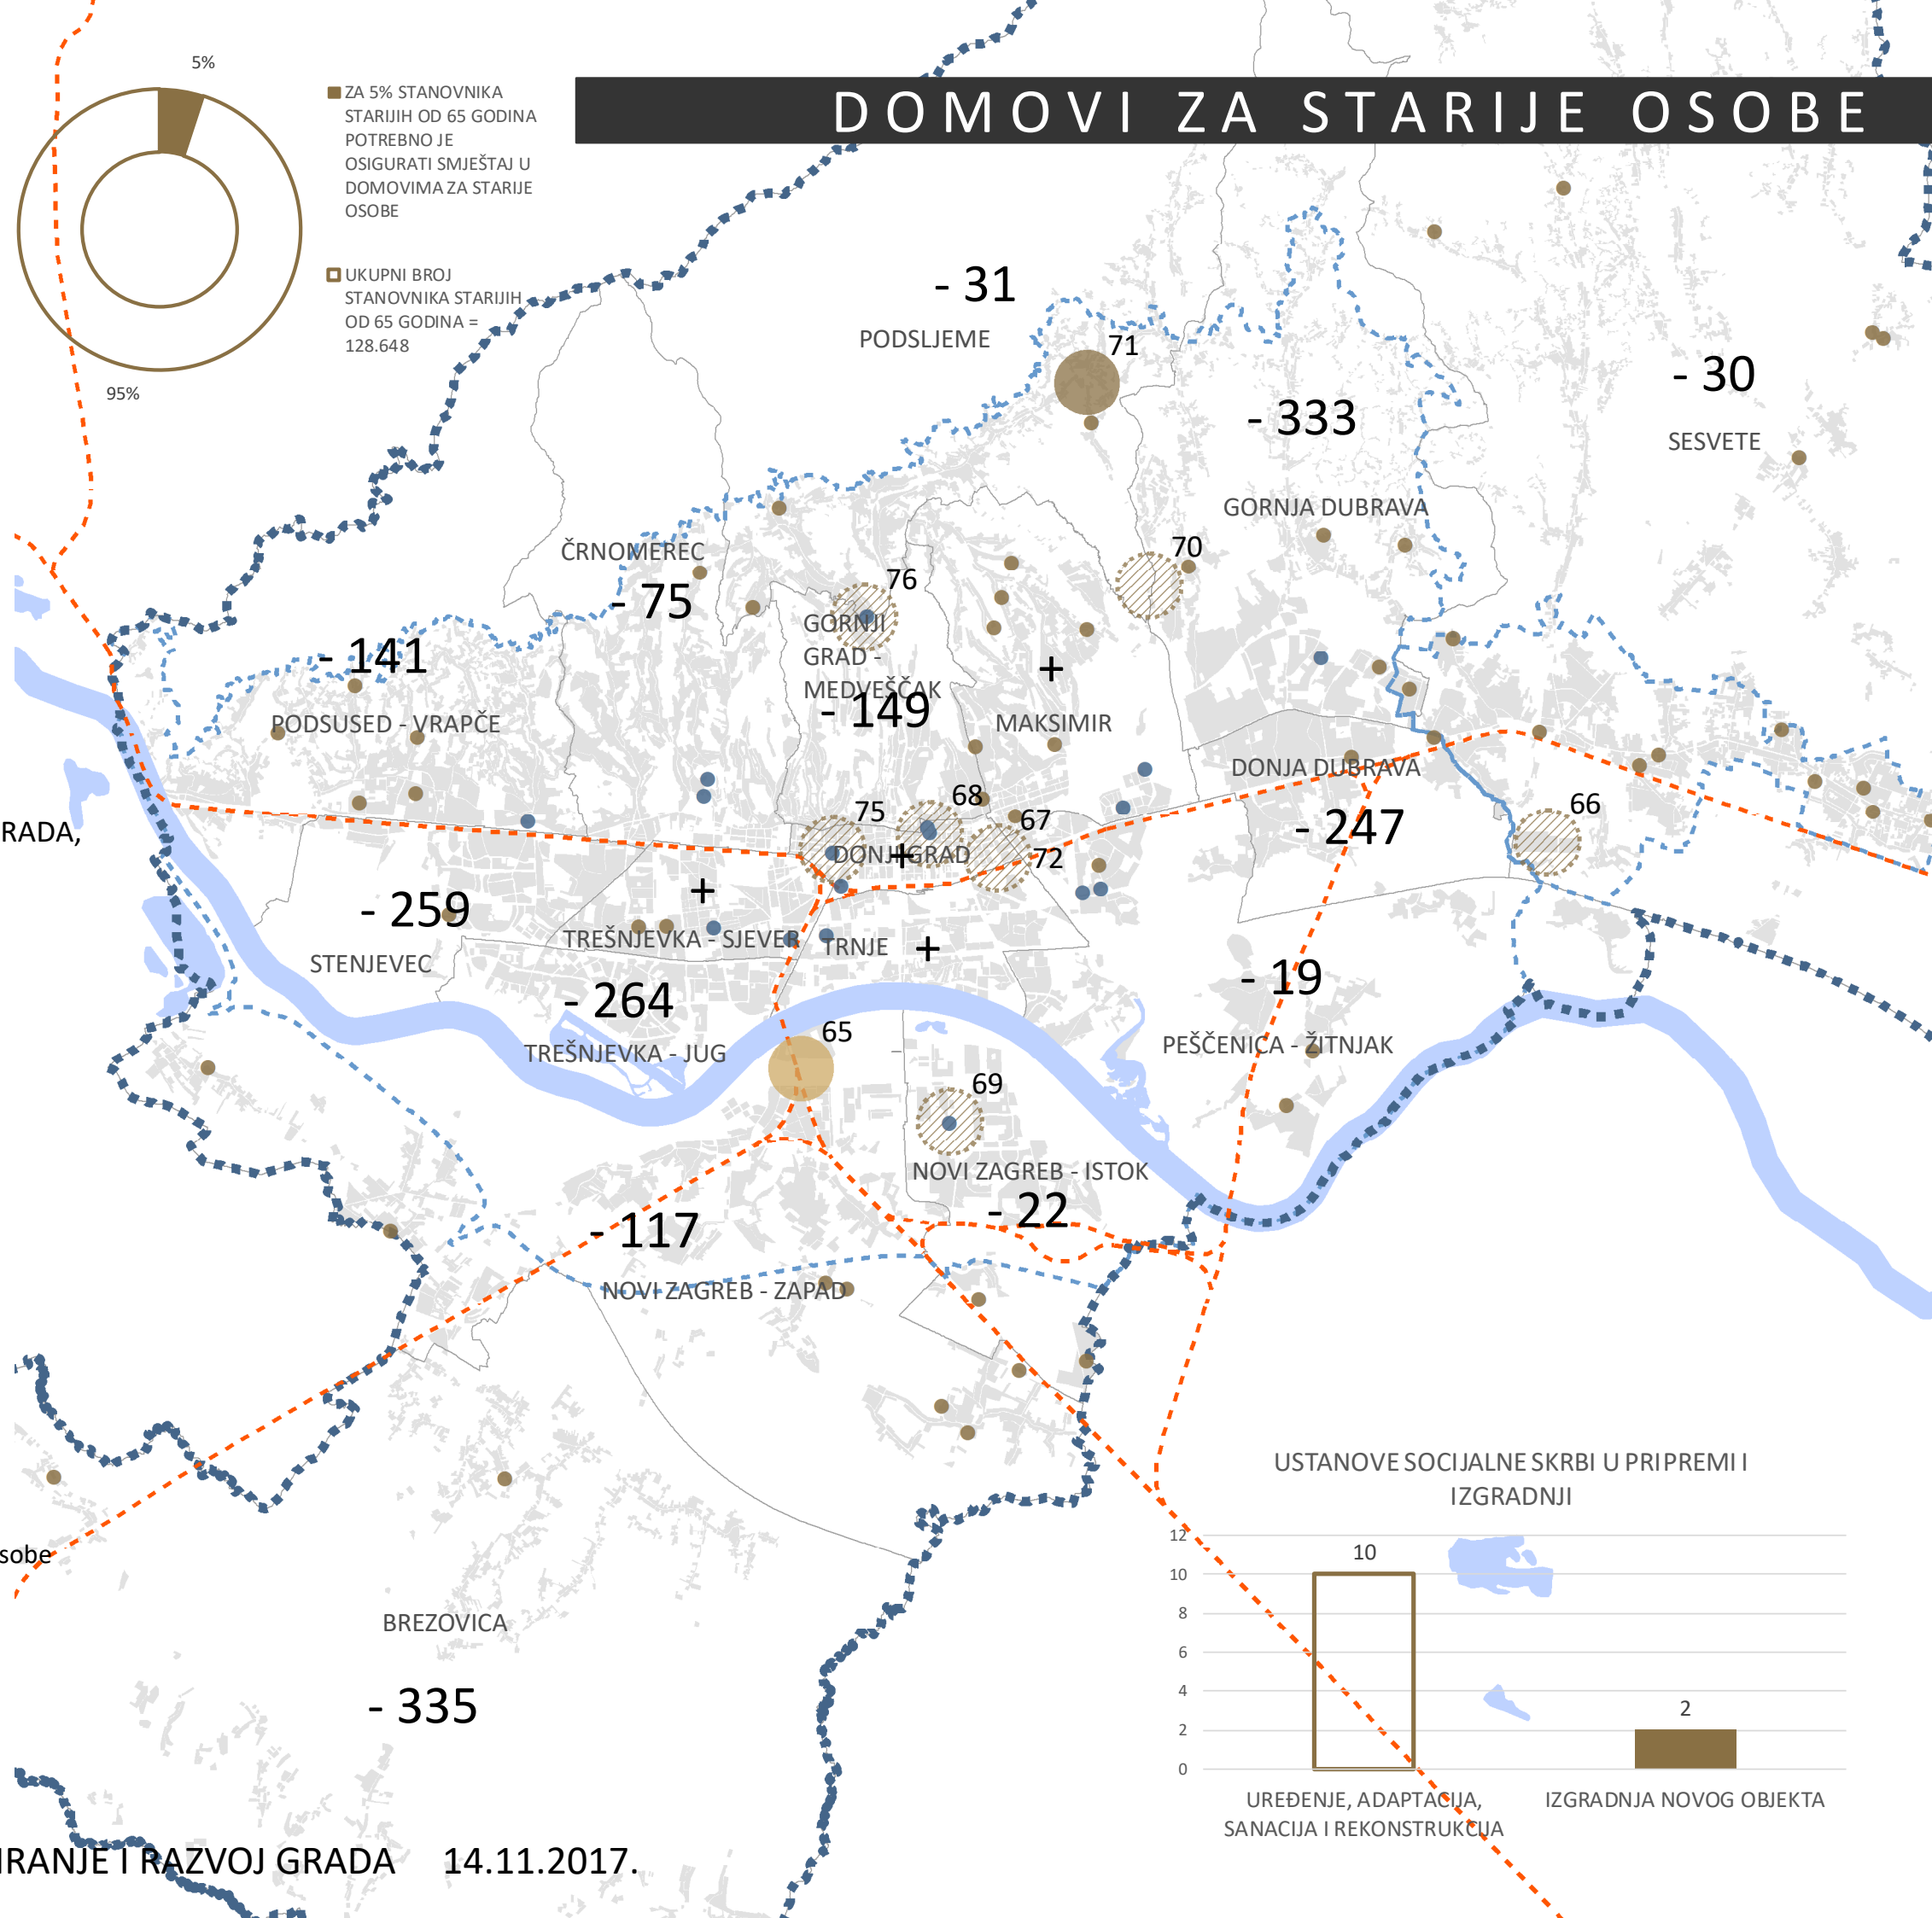 DOMOVI ZA STARIJE OSOBE
5%
95%
ZA 5% STANOVNIKA
STARIJIH OD 65 GODINA
POTREBNO JE
OSIGURATI SMJEŠTAJ U
DOMOVIMA ZA STARIJE
OSOBE
UKUPNI BROJ
STANOVNIKA STARIJIH
OD 65 GODINA =
128.648
- 31
PODSLJEME
71
- 333
GORNJA DUBRAVA
- 30
SESVETE
ČRNOMEREC
- 75
76
GORNJI
GRAD -
MEDVEŠČAK
- 149
70
+
MAKSIMIR
- 141
PODSUSED - VRAPČE
DONJA DUBRAVA
- 247
66
75
68
67
72
DONJI GRAD
+
RADA,
- 259
STENJEVEC
+
TREŠNJEVKA - SJEVER
TRNJE
+
- 264
TREŠNJEVKA - JUG
65
- 19
PEŠČENICA - ŽITNJAK
69
NOVI ZAGREB - ISTOK
- 22
- 117
NOVI ZAGREB - ZAPAD
sobe
BREZOVICA
- 335
USTANOVE SOCIJALNE SKRBI U PRIPREMI I
IZGRADNJI
12
10
8
6
4
2
0
10
2
UREĐENJE, ADAPTACIJA,
SANACIJA I REKONSTRUKCIJA
IZGRADNJA NOVOG OBJEKTA
IRANJE I RAZVOJ GRADA 14.11.2017.